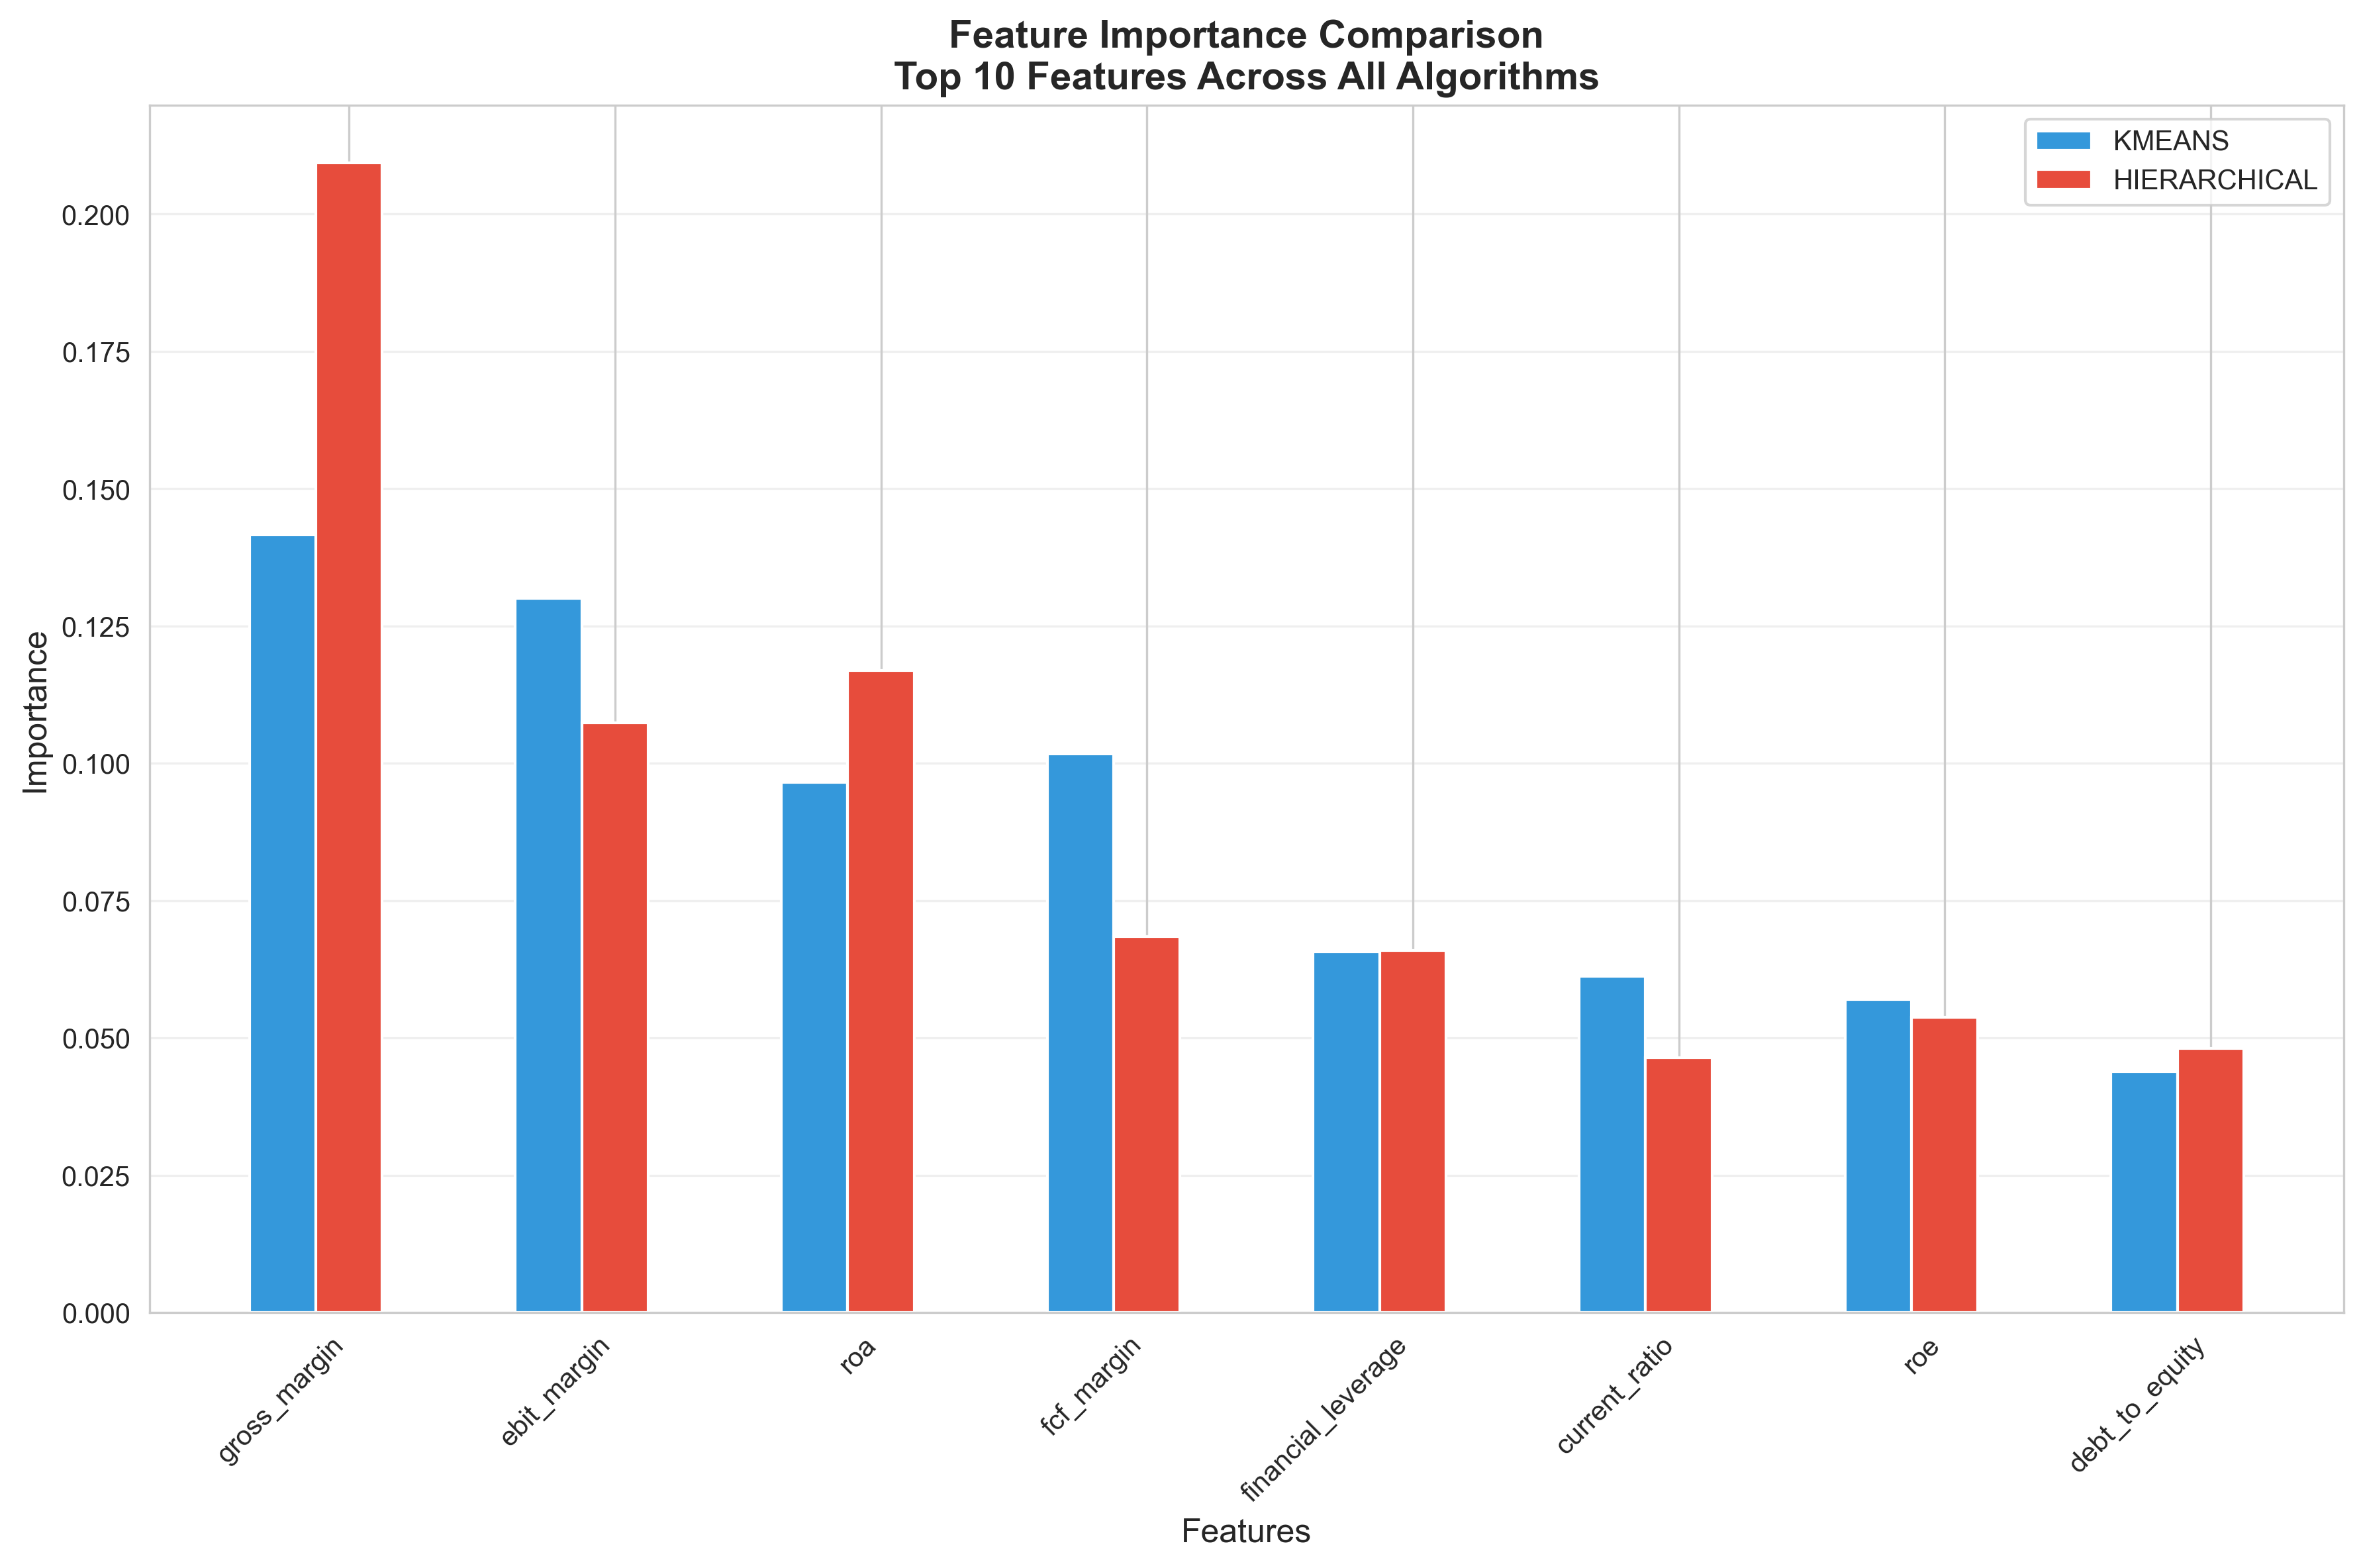 Feature Importance Comparison
Top 10 Features Across All Algorithms
KMEANS
HIERARCHICAL
Importance
0.200
0.175
0.150
0.125
0.100
0.075
0.050
0.025
0.000
gross_margin
ebit_margin
roa
fcf_margin
financial_leverage
current_ratio
roe
debt_to_equity
Features